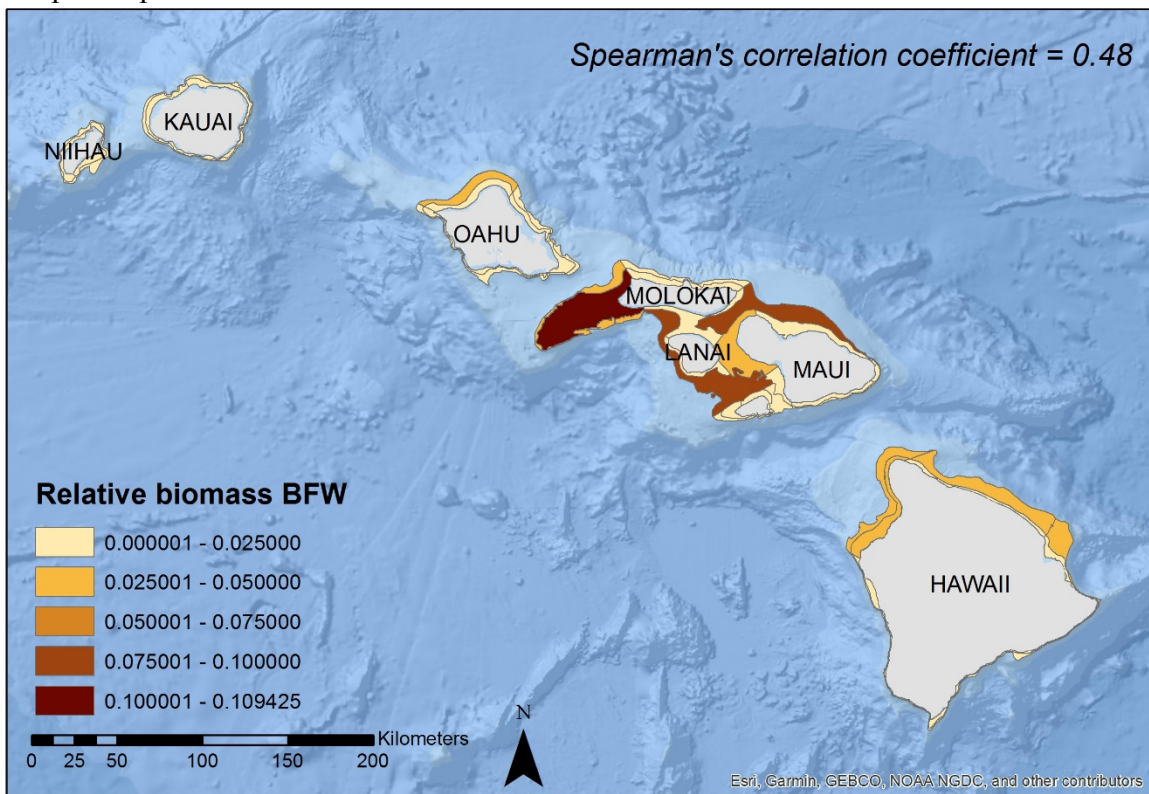 Spearman's correlation coefficient = 0.48
KAUAI
NIIHAU
OAHU
MOLOKAI
LANAI
MAUI
HAWAII
Relative biomass BFW
0.000001 - 0.025000
0.025001 - 0.050000
0.050001 - 0.075000
0.075001 - 0.100000
0.100001 - 0.109425
N
Kilometers
0 25 50 100 150 200
Esri, Garmin, GEBCO, NOAA NGDC, and other contributors